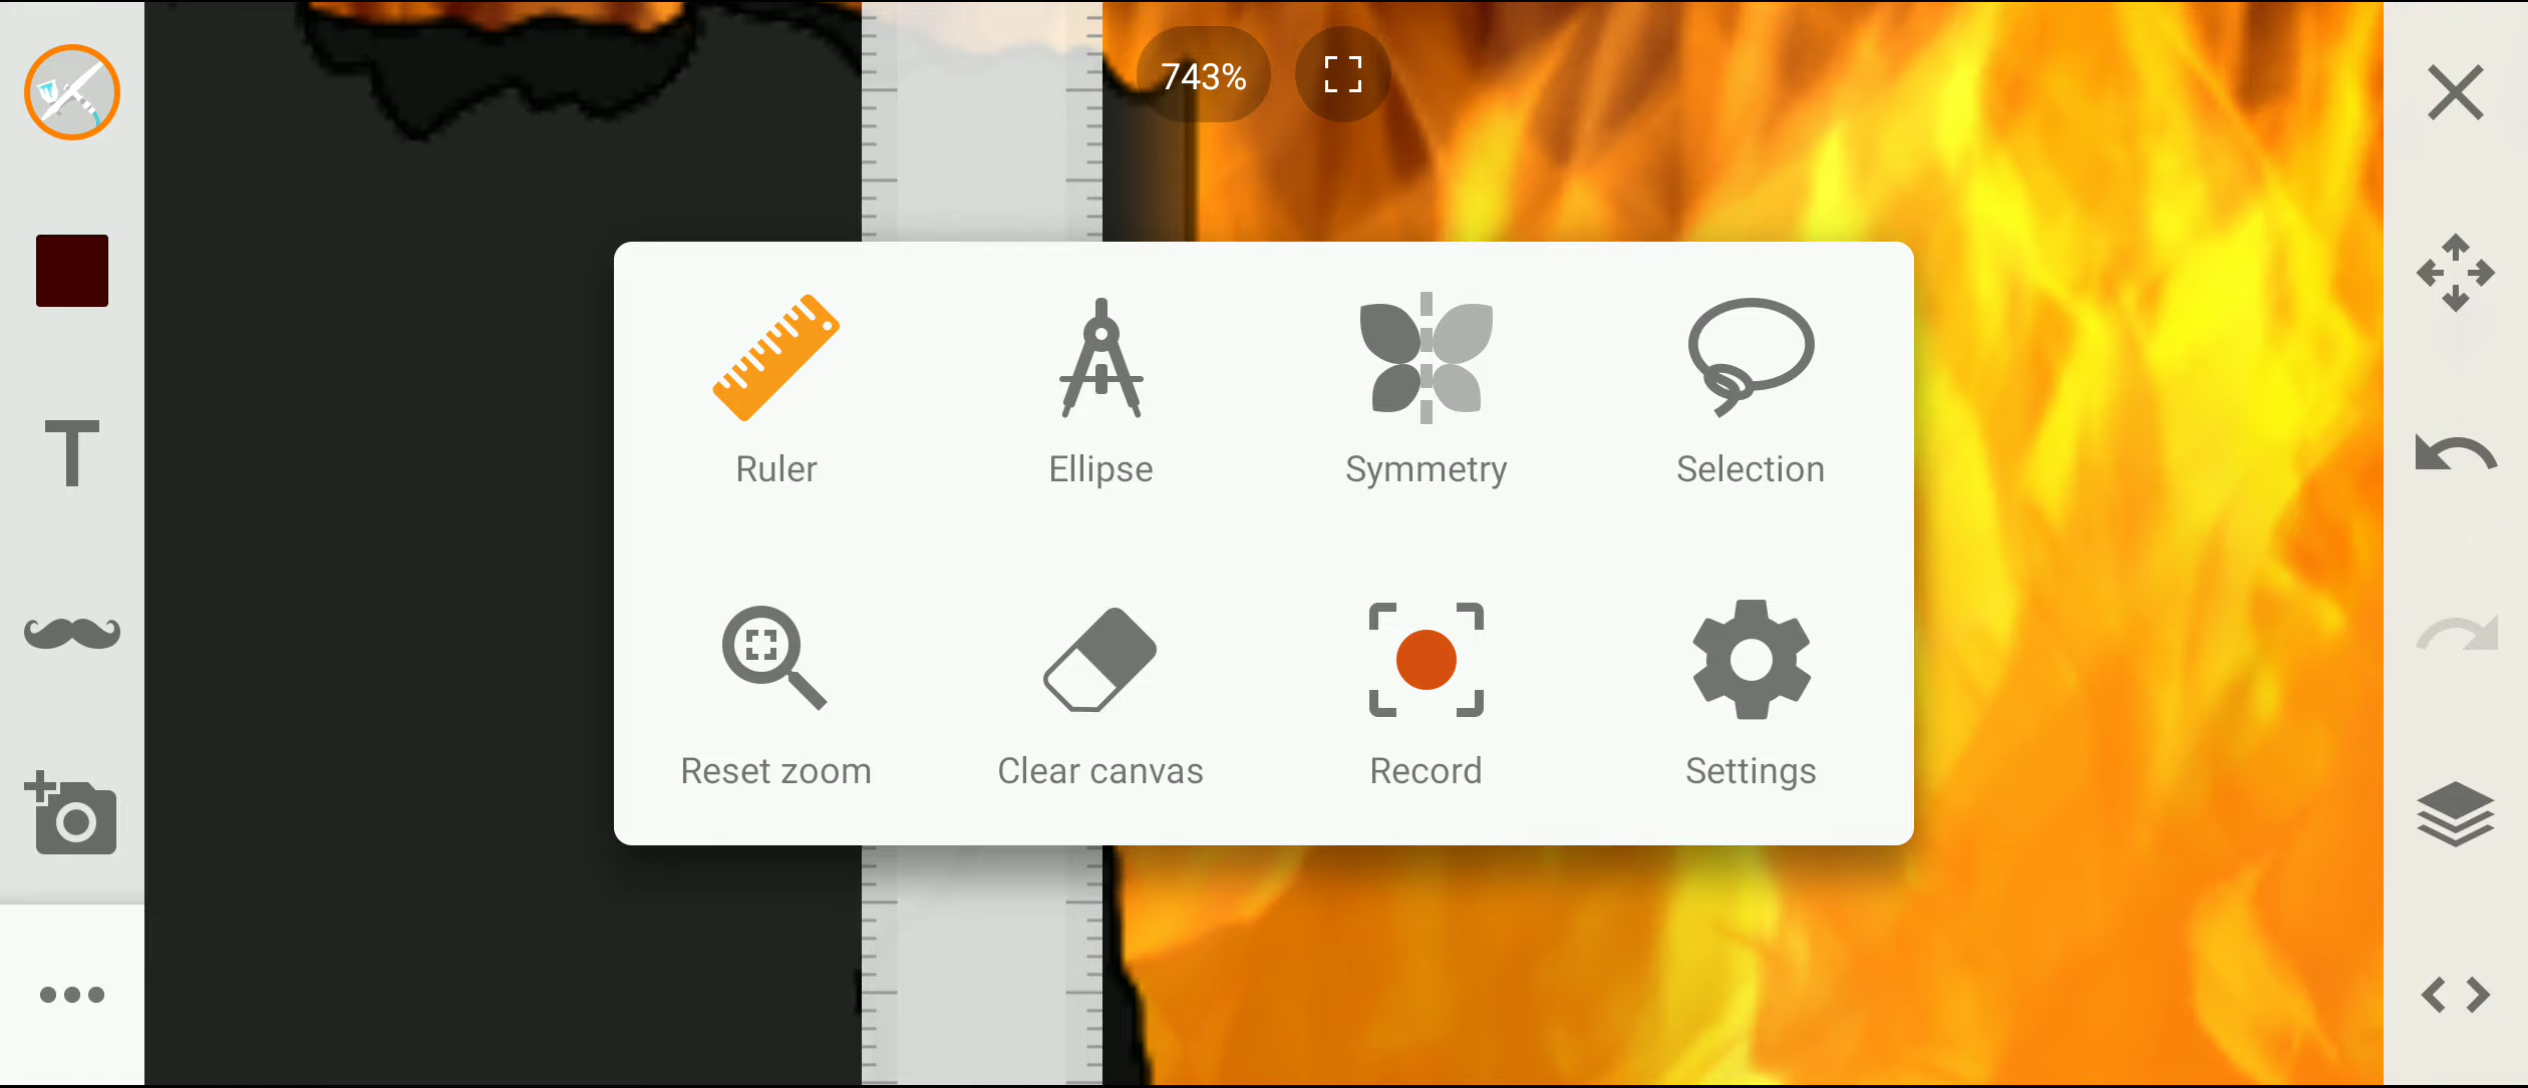 743%
T
Ruler
Ellipse
Symmetry
Selection
Reset zoom
Clear canvas
Record
Settings